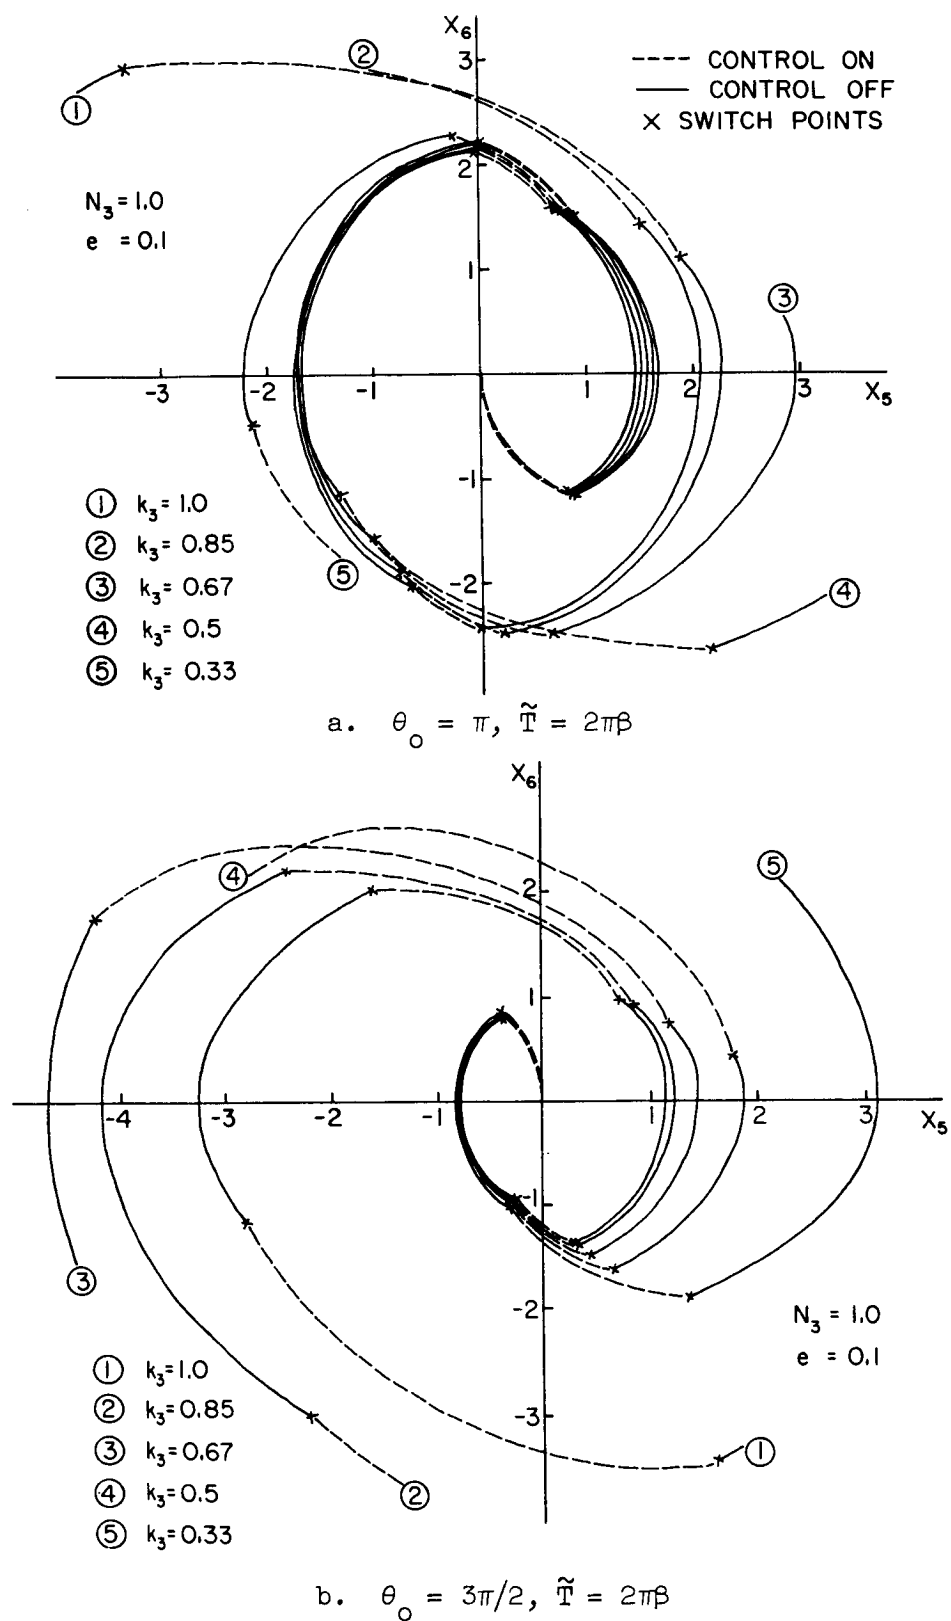 X₆
3
2
1
-1
-2
-3
-2
-1
1
2
3
X₅
---- CONTROL ON
—— CONTROL OFF
× SWITCH POINTS
N₃ = 1.0
e = 0.1
①
②
③
④
⑤
① k₃= 1.0
② k₃= 0.85
③ k₃= 0.67
④ k₃= 0.5
⑤ k₃= 0.33
a. θ₀ = π, T̃ = 2πβ
X₆
2
1
-1
-2
-3
-4
-3
-2
-1
1
2
3
X₅
④
⑤
③
②
①
N₃ = 1.0
e = 0.1
① k₃= 1.0
② k₃= 0.85
③ k₃= 0.67
④ k₃= 0.5
⑤ k₃= 0.33
b. θ₀ = 3π/2, T̃ = 2πβ